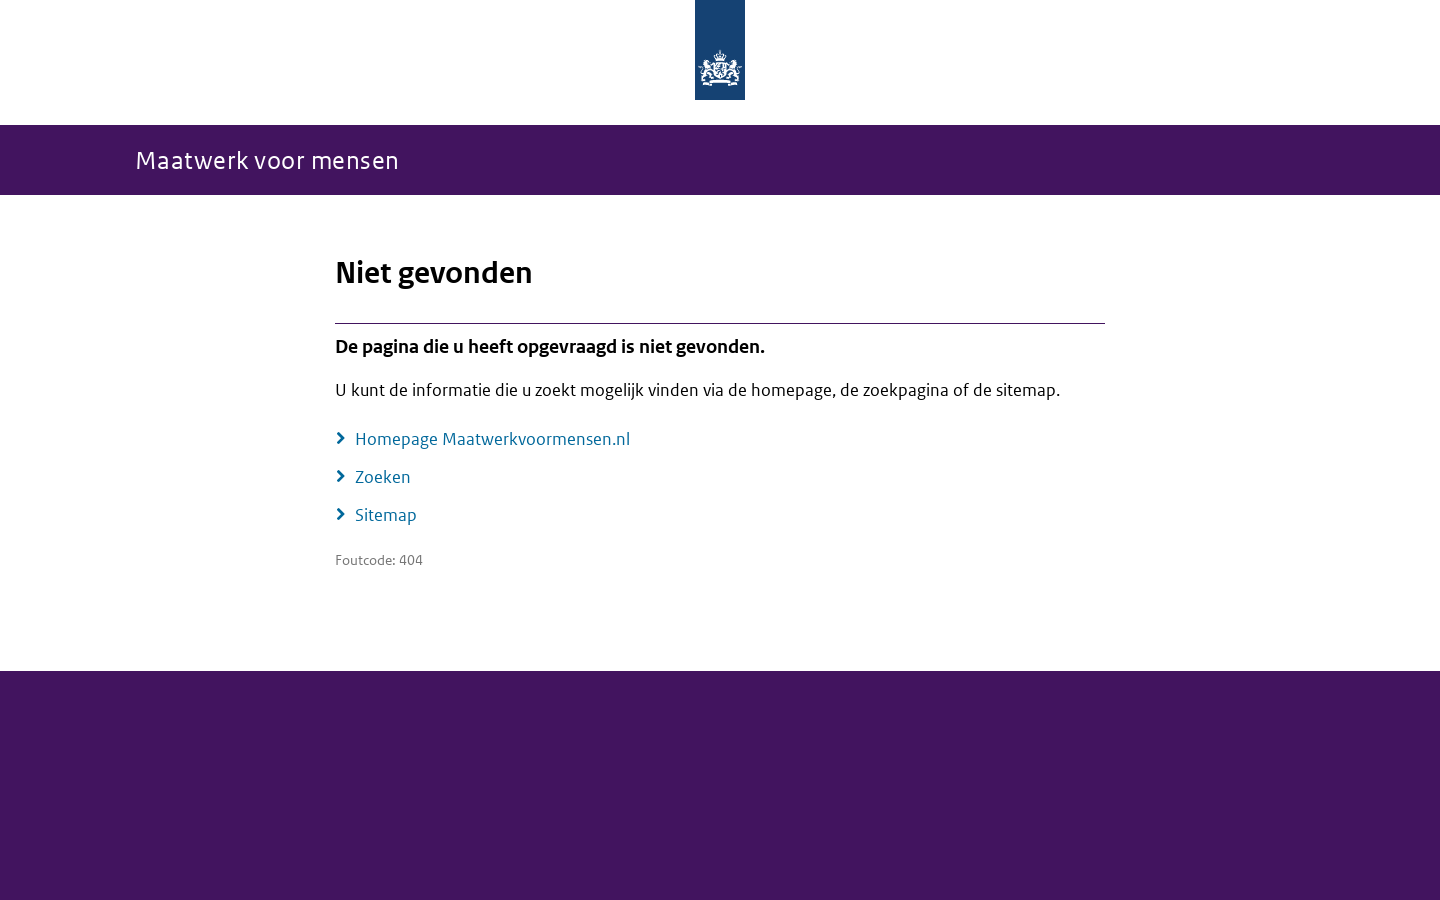 Maatwerk voor mensen
Niet gevonden
De pagina die u heeft opgevraagd is niet gevonden.
U kunt de informatie die u zoekt mogelijk vinden via de homepage, de zoekpagina of de sitemap.
Homepage Maatwerkvoormensen.nl
Zoeken
Sitemap
Foutcode: 404